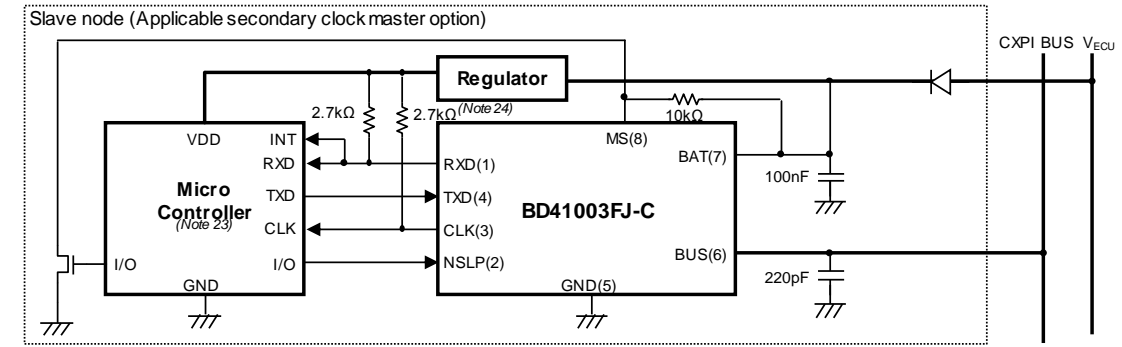 Slave node (Applicable secondary clock master option)
CXPI BUS VECU
Regulator
(Note 24)
2.7kΩ
2.7kΩ
10kΩ
VDD
INT
RXD
TXD
CLK
I/O
I/O
GND
Micro
Controller
(Note 23)
MS(8)
RXD(1)
BAT(7)
TXD(4)
BD41003FJ-C
CLK(3)
BUS(6)
NSLP(2)
GND(5)
100nF
220pF